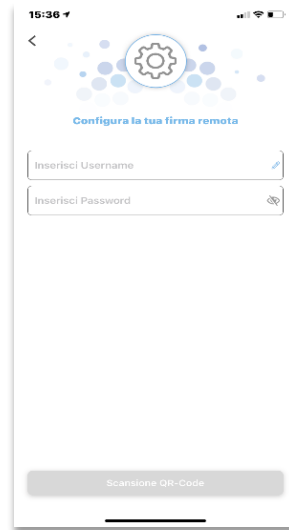 15:36
Configura la tua firma remota
Inserisci Username
Inserisci Password
Scansione QR-Code